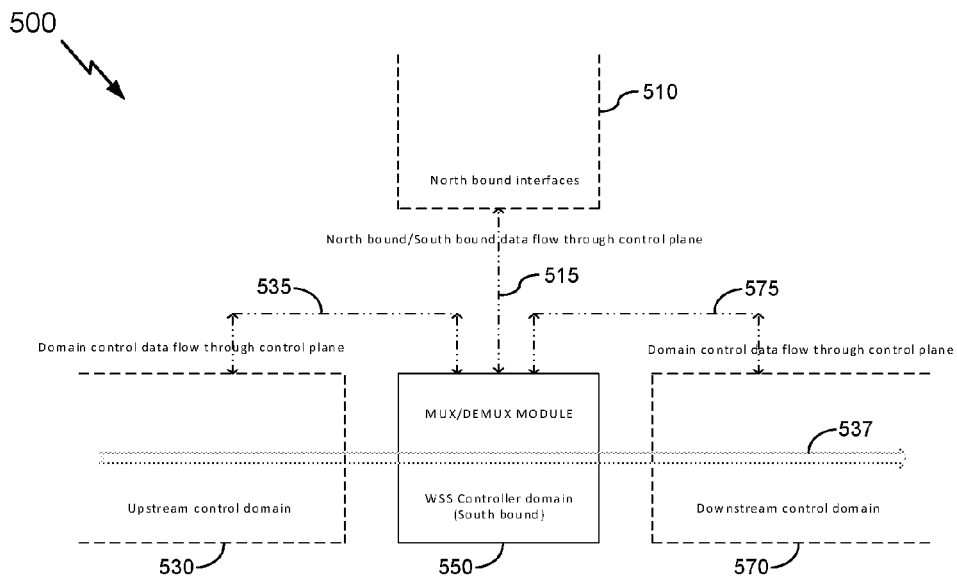 500
510
North bound interfaces
North bound/South bound data flow through control plane
515
535
575
Domain control data flow through control plane
Domain control data flow through control plane
MUX/DEMUX MODULE
537
WSS Controller domain
(South bound)
Upstream control domain
Downstream control domain
530
550
570